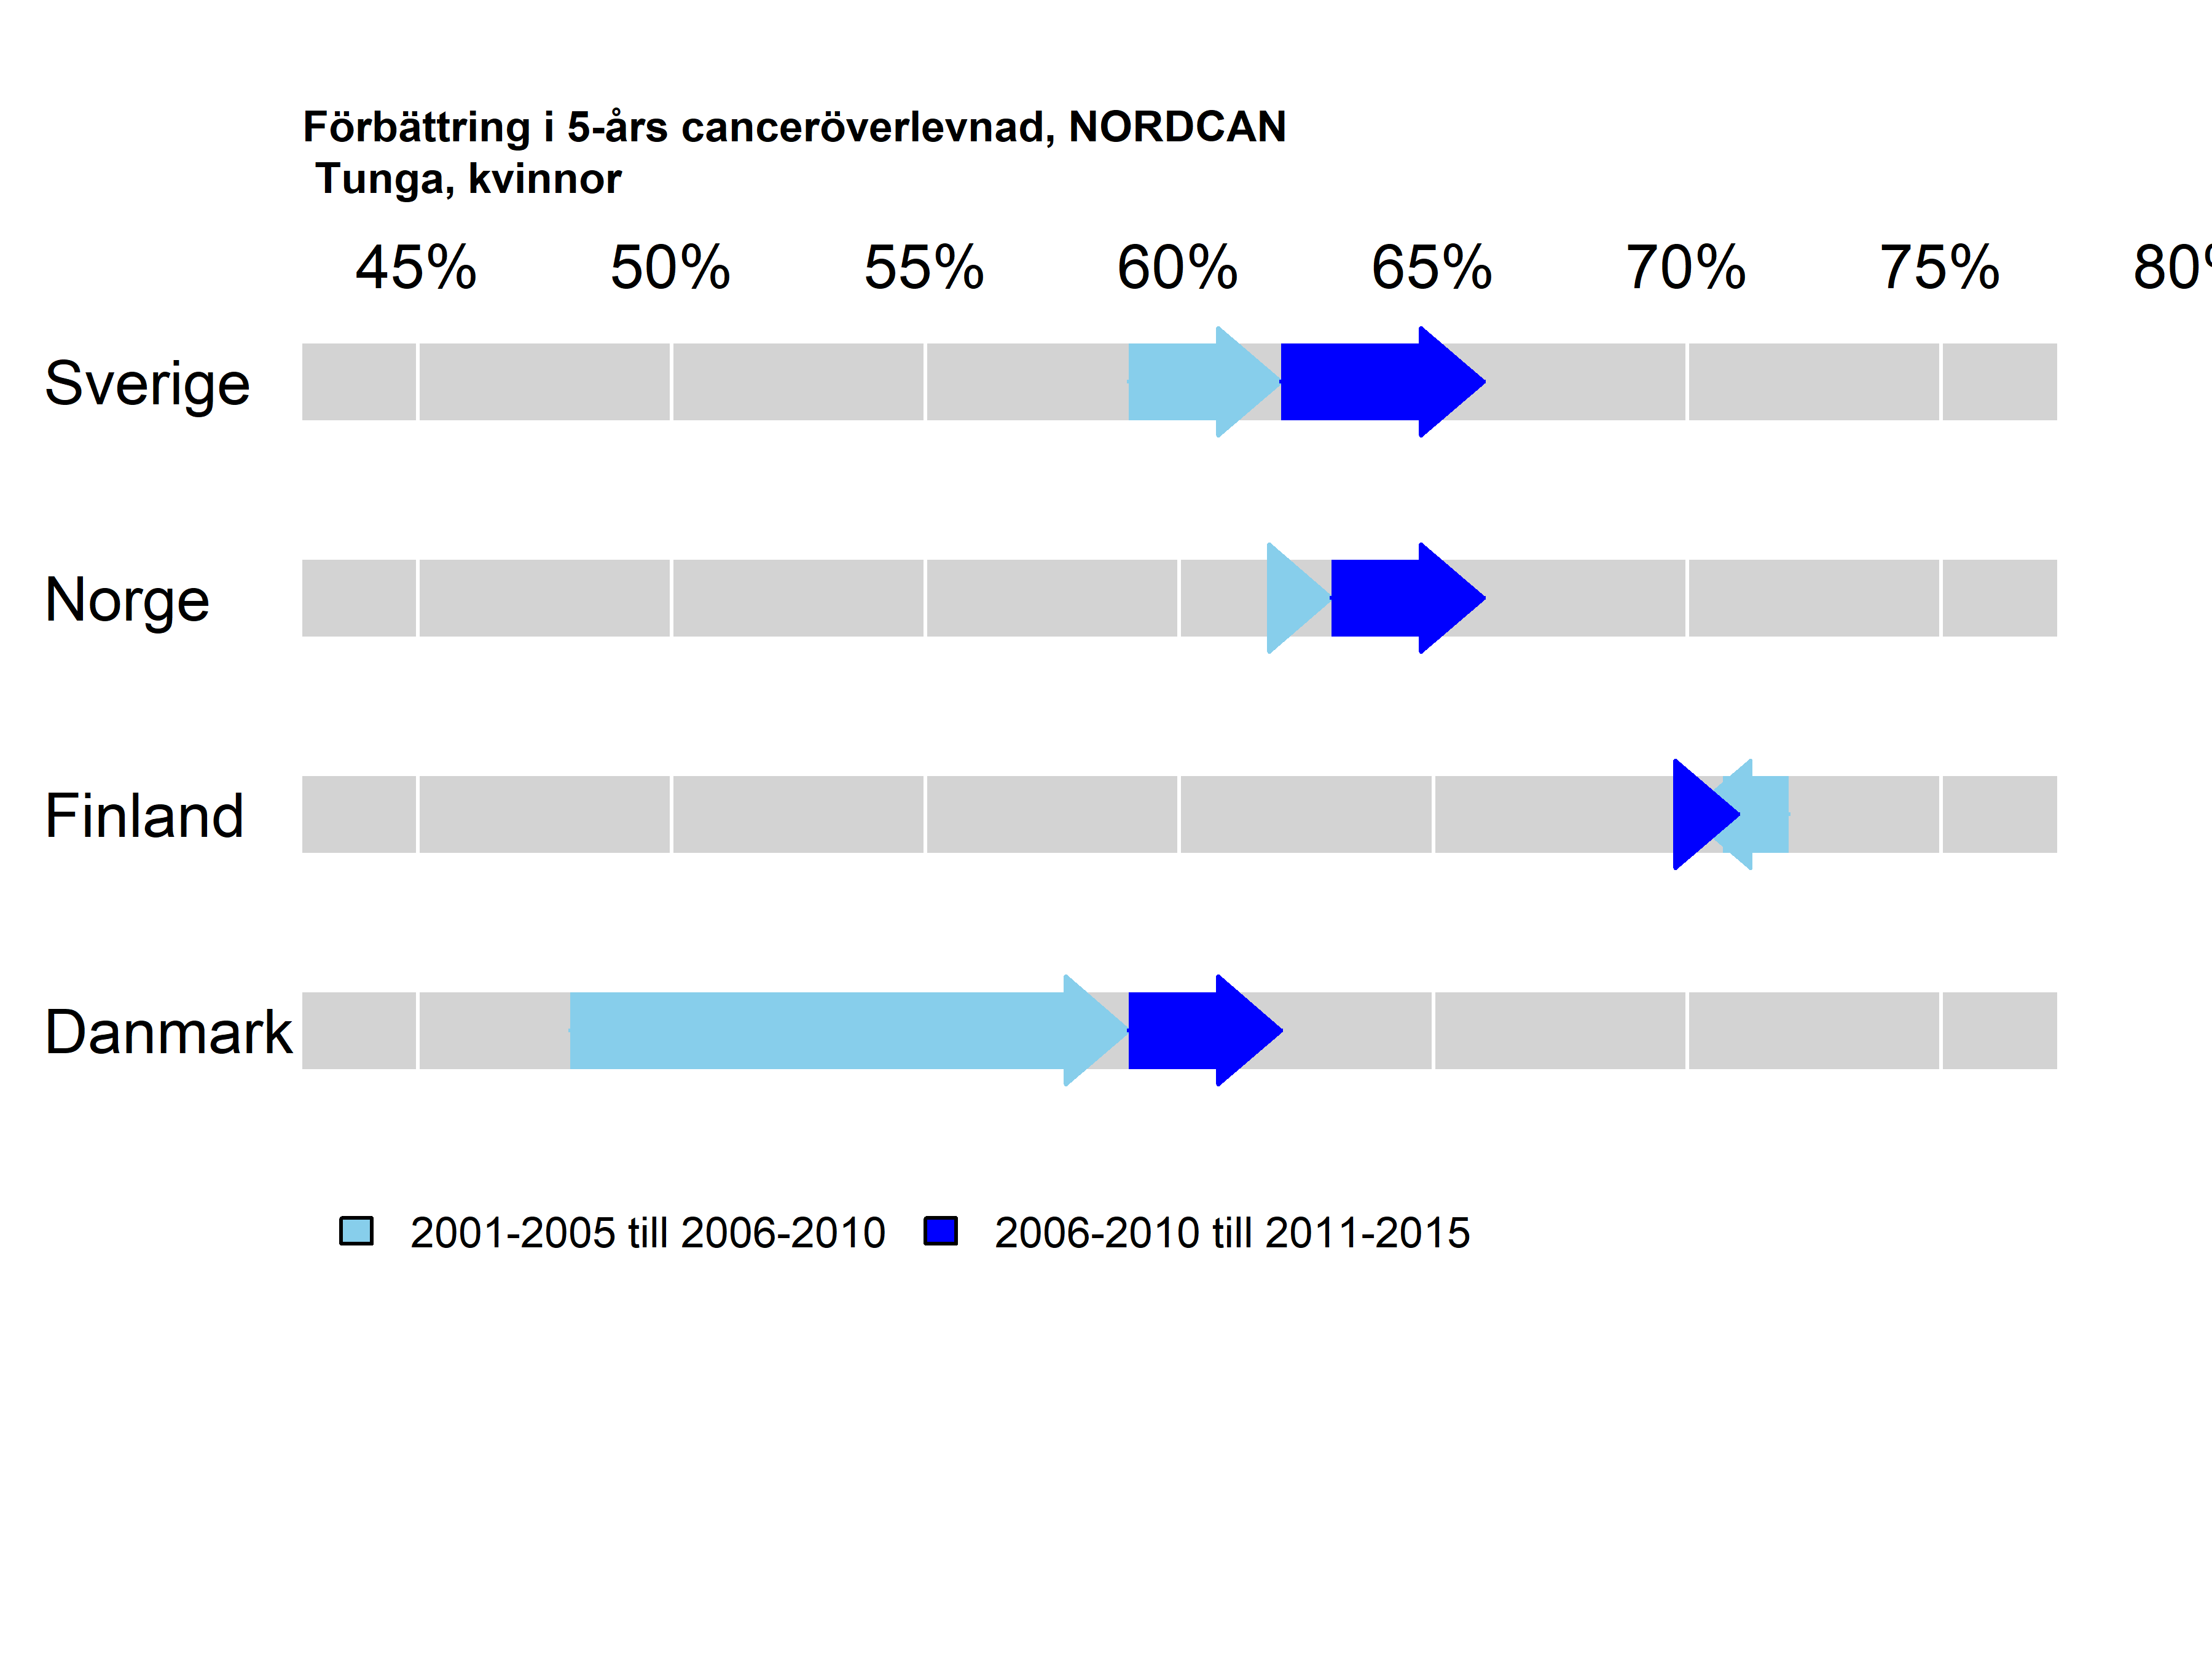 Förbättring i 5-års canceröverlevnad, NORDCAN
Tunga, kvinnor
45% 50% 55% 60% 65% 70% 75% 80%
Sverige
Norge
Finland
Danmark
2001-2005 till 2006-2010 2006-2010 till 2011-2015